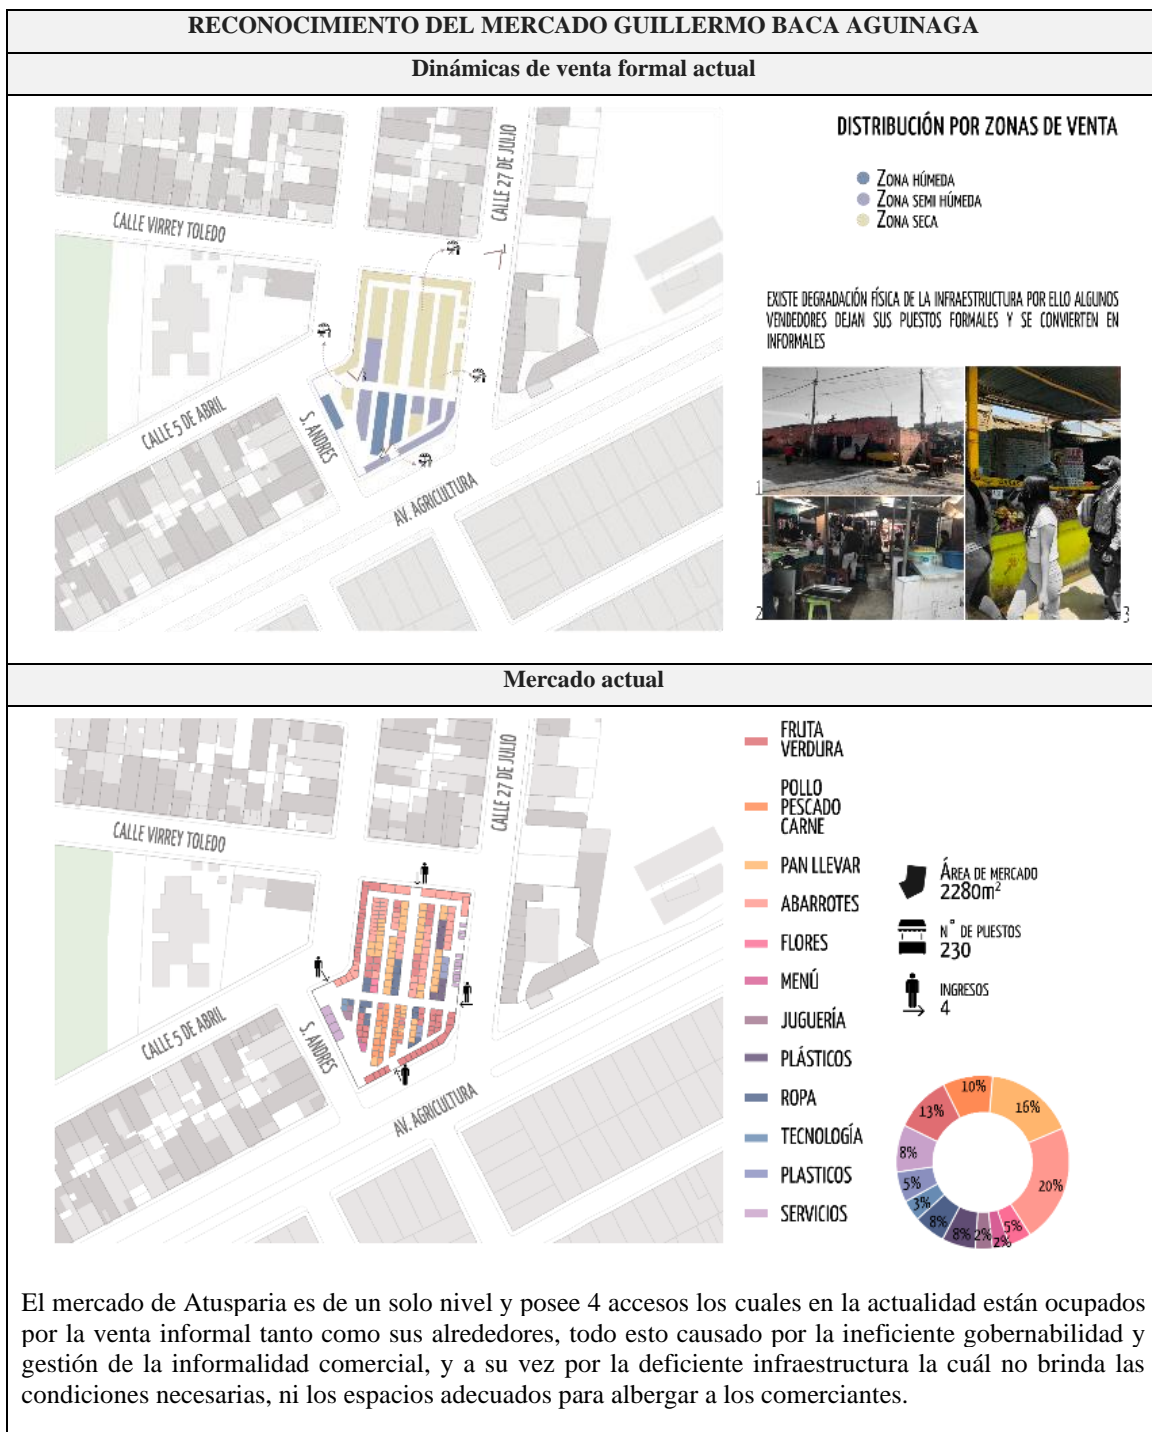 RECONOCIMIENTO DEL MERCADO GUILLERMO BACA AGUINAGA
Dinámicas de venta formal actual
DISTRIBUCIÓN POR ZONAS DE VENTA
ZONA HÚMEDA
ZONA SEMI HÚMEDA
ZONA SECA
CALLE 27 DE JULIO
CALLE VIRREY TOLEDO
CALLE 5 DE ABRIL
S. ANDRES
AV. AGRICULTURA
EXISTE DEGRADACIÓN FÍSICA DE LA INFRAESTRUCTURA POR ELLO ALGUNOS
VENDEDORES DEJAN SUS PUESTOS FORMALES Y SE CONVIERTEN EN
INFORMALES
1
2
3
Mercado actual
CALLE 27 DE JULIO
CALLE VIRREY TOLEDO
CALLE 5 DE ABRIL
S. ANDRES
AV. AGRICULTURA
FRUTA
VERDURA
POLLO
PESCADO
CARNE
PAN LLEVAR
ABARROTES
FLORES
MENÚ
JUGUERÍA
PLÁSTICOS
ROPA
TECNOLOGÍA
PLASTICOS
SERVICIOS
ÁREA DE MERCADO
2280m²
N° DE PUESTOS
230
INGRESOS
4
10%
16%
13%
8%
5%
20%
3%
8%
8%
2%
2%
5%
El mercado de Atusparia es de un solo nivel y posee 4 accesos los cuales en la actualidad están ocupados
por la venta informal tanto como sus alrededores, todo esto causado por la ineficiente gobernabilidad y
gestión de la informalidad comercial, y a su vez por la deficiente infraestructura la cuál no brinda las
condiciones necesarias, ni los espacios adecuados para albergar a los comerciantes.